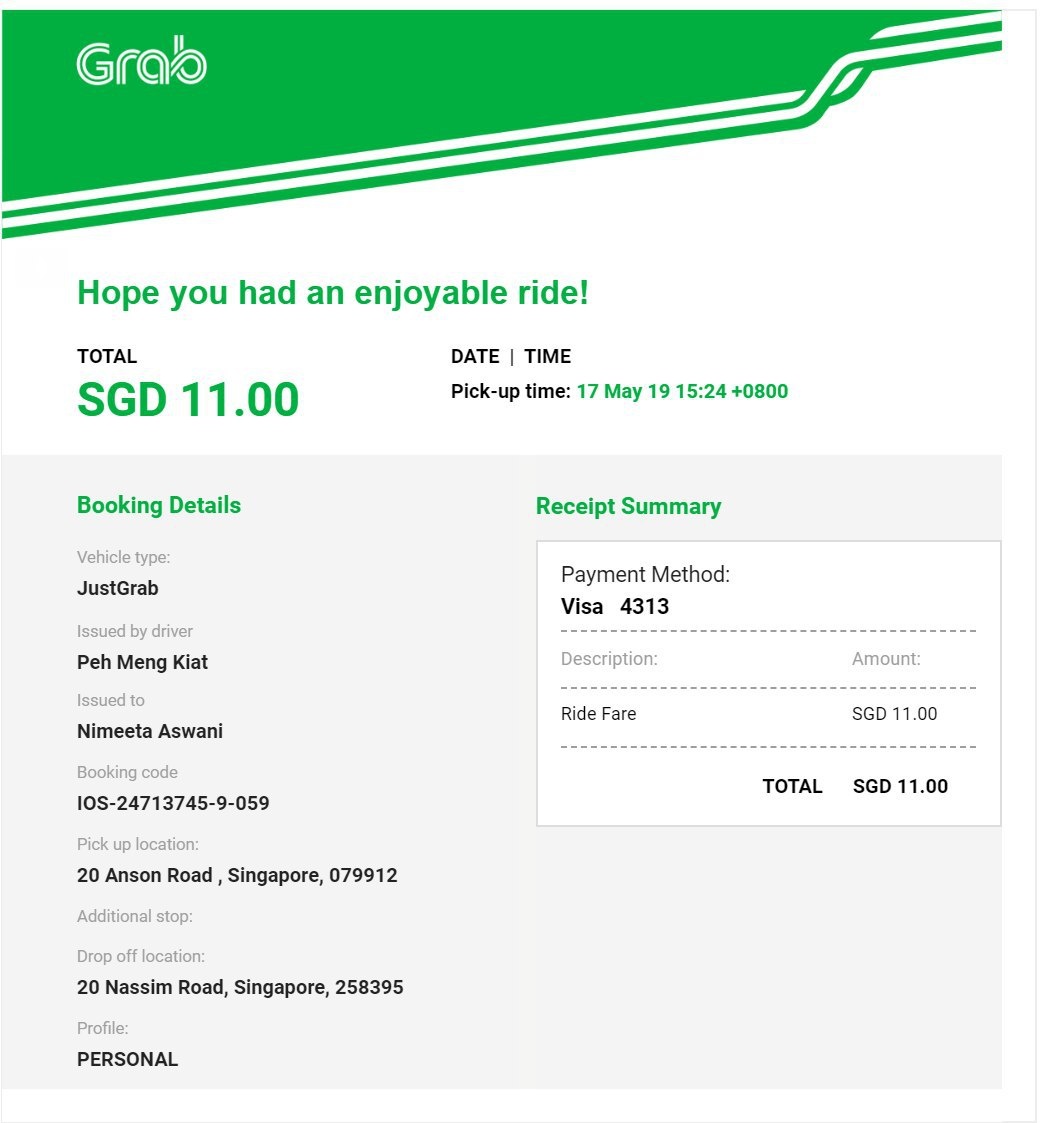 Grab
Hope you had an enjoyable ride!
TOTAL
SGD 11.00
DATE | TIME
Pick-up time: 17 May 19 15:24 +0800
Booking Details
Vehicle type:
JustGrab
Issued by driver
Peh Meng Kiat
Issued to
Nimeeta Aswani
Booking code
IOS-24713745-9-059
Pick up location:
20 Anson Road , Singapore, 079912
Additional stop:
Drop off location:
20 Nassim Road, Singapore, 258395
Profile:
PERSONAL
Receipt Summary
Payment Method:
Visa 4313
Description: Amount:
Ride Fare SGD 11.00
TOTAL SGD 11.00